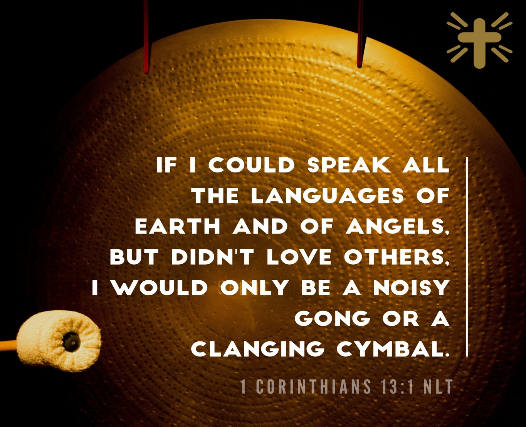 IF I COULD SPEAK ALL
THE LANGUAGES OF
EARTH AND OF ANGELS,
BUT DIDN'T LOVE OTHERS,
I WOULD ONLY BE A NOISY
GONG OR A
CLANGING CYMBAL.
1 CORINTHIANS 13:1 NLT